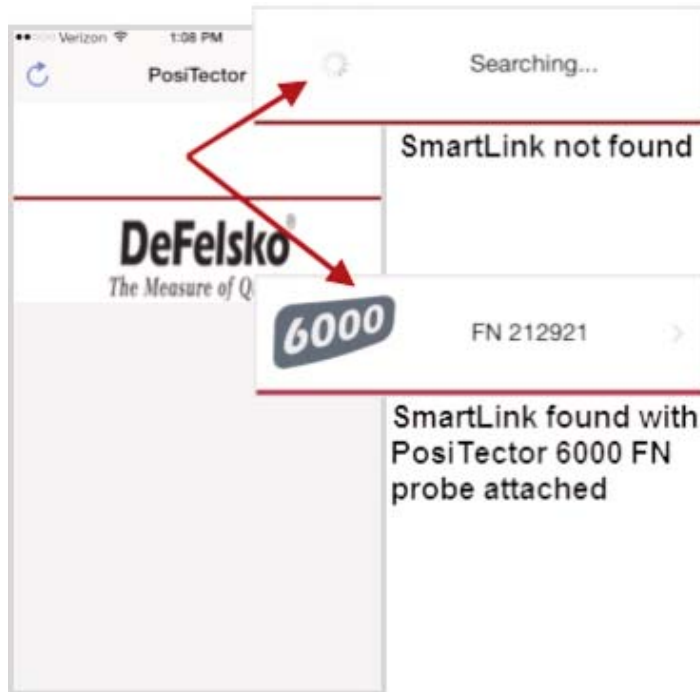 Verizon 1:08 PM
PosiTector
Searching...
SmartLink not found
DeFelsko®
The Measure of
6000
FN 212921
SmartLink found with
PosiTector 6000 FN
probe attached